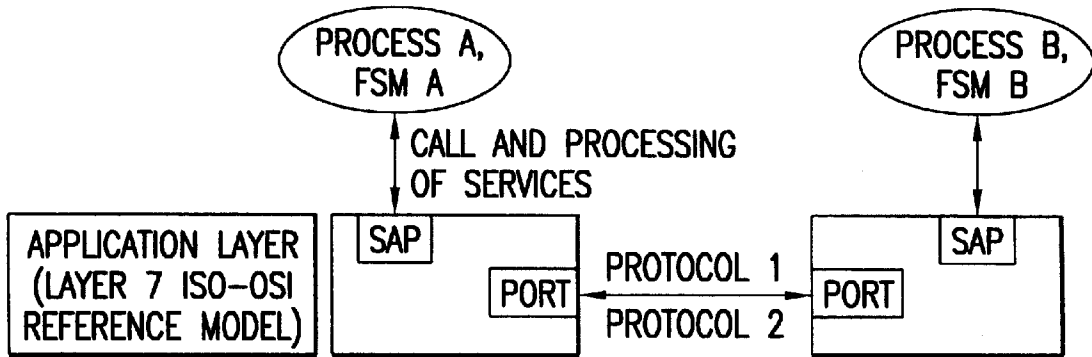 PROCESS A,
FSM A
PROCESS B,
FSM B
CALL AND PROCESSING
OF SERVICES
APPLICATION LAYER
(LAYER 7 ISO-OSI
REFERENCE MODEL)
SAP
PORT
PROTOCOL 1
PROTOCOL 2
SAP
PORT